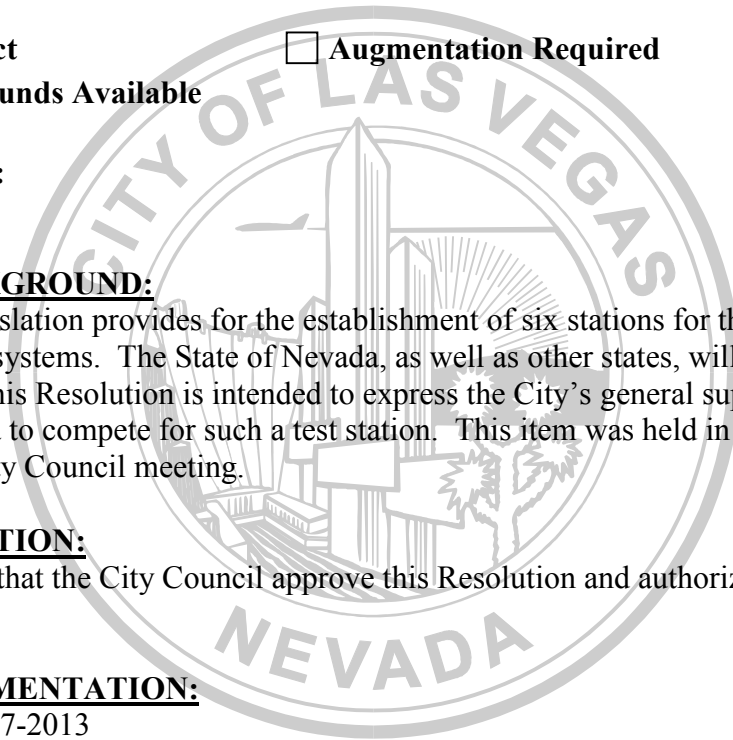 ct ☐ Augmentation Required
unds Available
:
GROUND:
slation provides for the establishment of six stations for th
systems. The State of Nevada, as well as other states, will
his Resolution is intended to express the City's general su
to compete for such a test station. This item was held in
ty Council meeting.
TION:
that the City Council approve this Resolution and authoriz
MENTATION:
7-2013
CITY OF LAS VEGAS
NEVADA